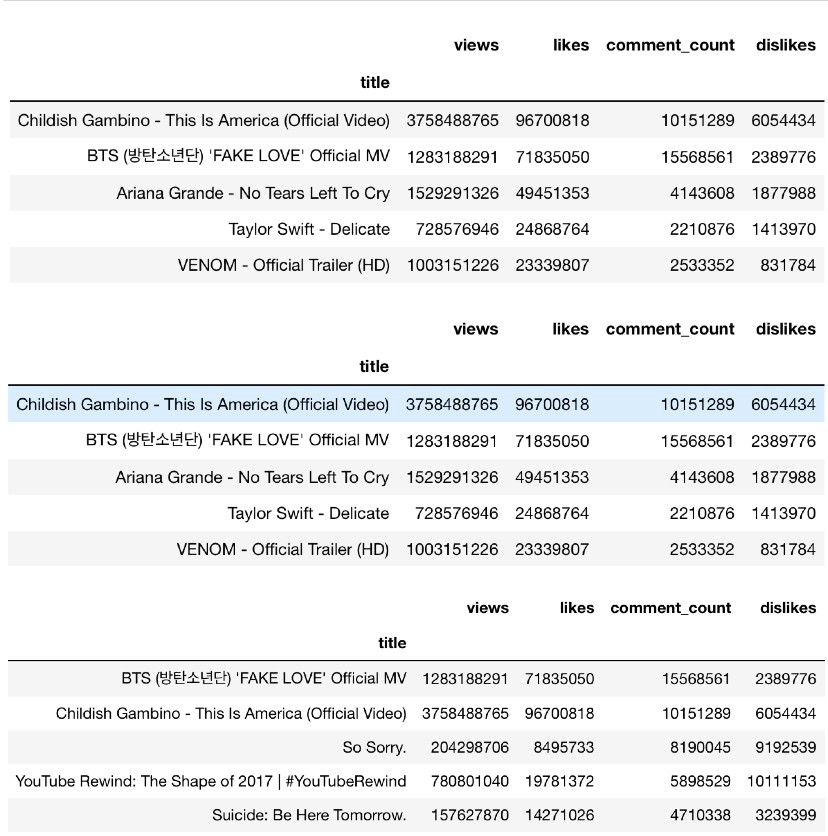 views likes comment_count dislikes
title
Childish Gambino - This Is America (Official Video) 3758488765 96700818 10151289 6054434
BTS (방탄소년단) 'FAKE LOVE' Official MV 1283188291 71835050 15568561 2389776
Ariana Grande - No Tears Left To Cry 1529291326 49451353 4143608 1877988
Taylor Swift - Delicate 728576946 24868764 2210876 1413970
VENOM - Official Trailer (HD) 1003151226 23339807 2533352 831784
views likes comment_count dislikes
title
Childish Gambino - This Is America (Official Video) 3758488765 96700818 10151289 6054434
BTS (방탄소년단) 'FAKE LOVE' Official MV 1283188291 71835050 15568561 2389776
Ariana Grande - No Tears Left To Cry 1529291326 49451353 4143608 1877988
Taylor Swift - Delicate 728576946 24868764 2210876 1413970
VENOM - Official Trailer (HD) 1003151226 23339807 2533352 831784
views likes comment_count dislikes
title
BTS (방탄소년단) 'FAKE LOVE' Official MV 1283188291 71835050 15568561 2389776
Childish Gambino - This Is America (Official Video) 3758488765 96700818 10151289 6054434
So Sorry. 204298706 8495733 8190045 9192539
YouTube Rewind: The Shape of 2017 | #YouTubeRewind 780801040 19781372 5898529 10111153
Suicide: Be Here Tomorrow. 157627870 14271026 4710338 3239399